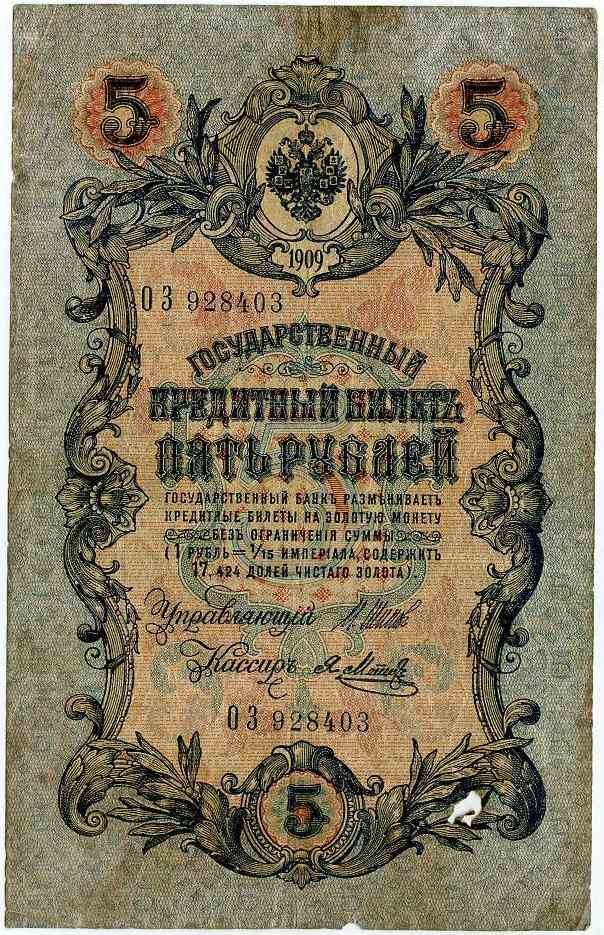 5 5
1909
ОЗ 928403
ГОСУДАРСТВЕННЫЙ
КРЕДИТНЫЙ БИЛЕТЪ
ПЯТЬ РУБЛЕЙ
ГОСУДАРСТВЕННЫЙ БАНКЪ РАЗМѢНИВАЕТЪ
КРЕДИТНЫЕ БИЛЕТЫ НА ЗОЛОТУЮ МОНЕТУ
БЕЗЪ ОГРАНИЧЕНІЯ СУММЫ
(1 РУБЛЬ = 1/15 ИМПЕРІАЛА, СОДЕРЖИТЪ
17,424 ДОЛЕЙ ЧИСТАГО ЗОЛОТА).
Управляющій
Кассиръ
ОЗ 928403
5